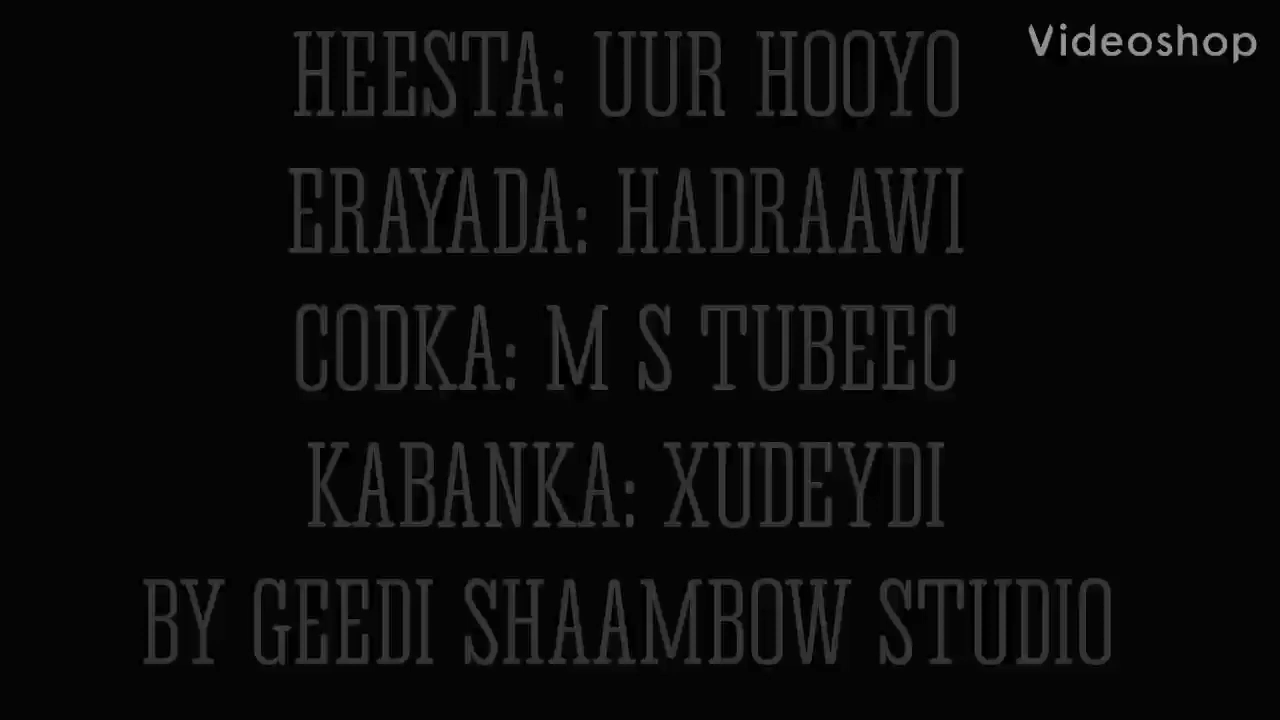 Videoshop
HEESTA: UUR HOOYO
ERAYADA: HADRAAWI
CODKA: M S TUBEEC
KABANKA: XUDEYDI
BY GEEDI SHAAMBOW STUDIO